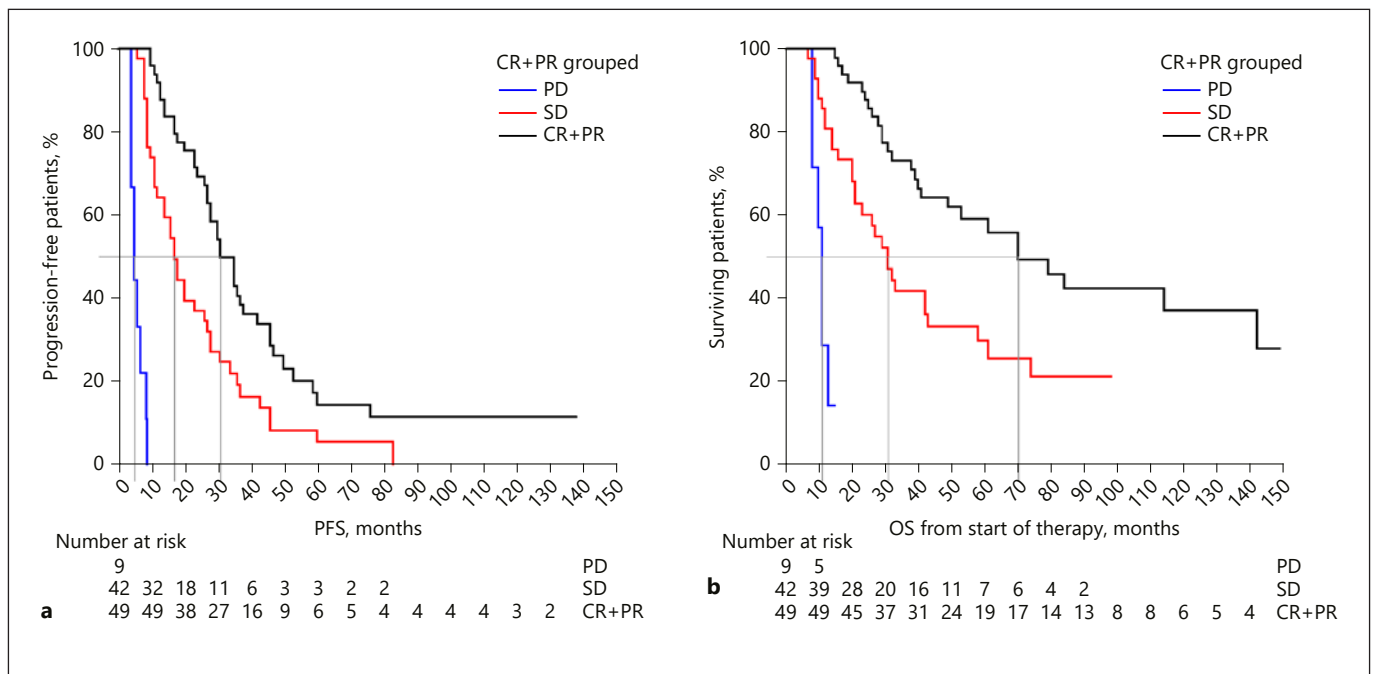 100
80
60
40
20
0
Progression-free patients, %
CR+PR grouped
PD
SD
CR+PR
0 10 20 30 40 50 60 70 80 90 100 110 120 130 140 150
PFS, months
Number at risk
9 PD
42 32 18 11 6 3 3 2 2 SD
49 49 38 27 16 9 6 5 4 4 4 4 3 2 CR+PR
a
100
80
60
40
20
0
Surviving patients, %
CR+PR grouped
PD
SD
CR+PR
0 10 20 30 40 50 60 70 80 90 100 110 120 130 140 150
OS from start of therapy, months
Number at risk
9 5 PD
42 39 28 20 16 11 7 6 4 2 SD
49 49 45 37 31 24 19 17 14 13 8 8 6 5 4 CR+PR
b